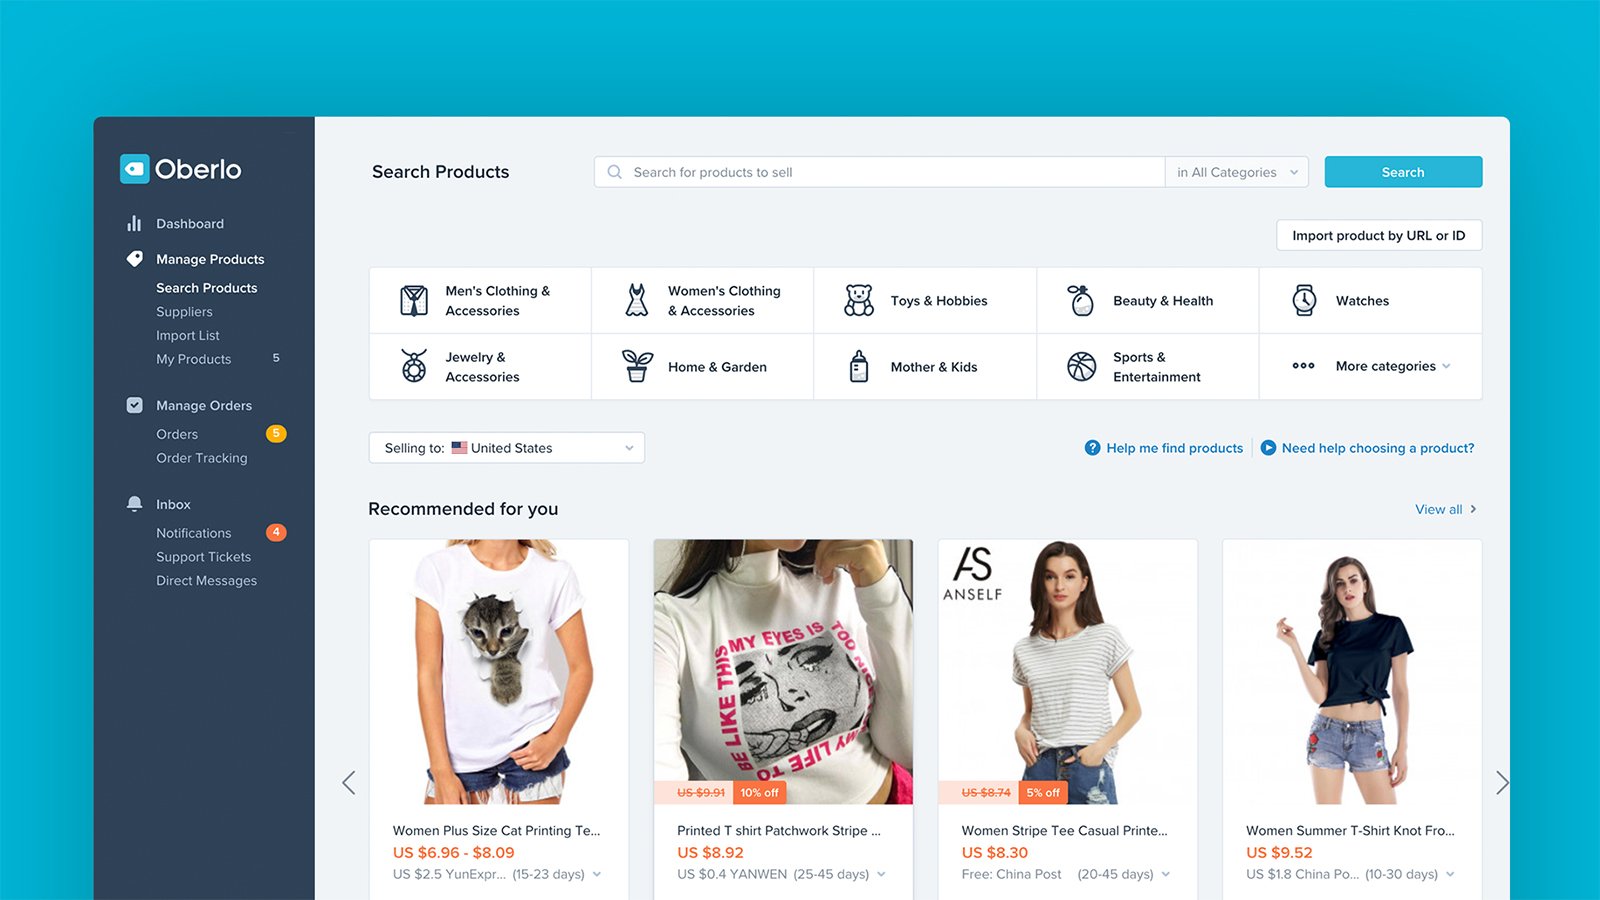 Oberlo
Dashboard
Manage Products
Search Products
Suppliers
Import List
My Products 5
Manage Orders
Orders 5
Order Tracking
Inbox
Notifications 4
Support Tickets
Direct Messages
Search Products
Search for products to sell
in All Categories
Search
Import product by URL or ID
Men's Clothing &
Accessories
Women's Clothing
& Accessories
Toys & Hobbies
Beauty & Health
Watches
Jewelry &
Accessories
Home & Garden
Mother & Kids
Sports &
Entertainment
More categories
Selling to: United States
Help me find products
Need help choosing a product?
Recommended for you
View all
MY EYES IS
BE LIKE THIS
MY LIFE TO
AS
ANSELF
US $9.91 10% off
US $8.74 5% off
Women Plus Size Cat Printing Te...
US $6.96 - $8.09
US $2.5 YunExpr... (15-23 days)
Printed T shirt Patchwork Stripe ...
US $8.92
US $0.4 YANWEN (25-45 days)
Women Stripe Tee Casual Printe...
US $8.30
Free: China Post (20-45 days)
Women Summer T-Shirt Knot Fro...
US $9.52
US $1.8 China Po... (10-30 days)